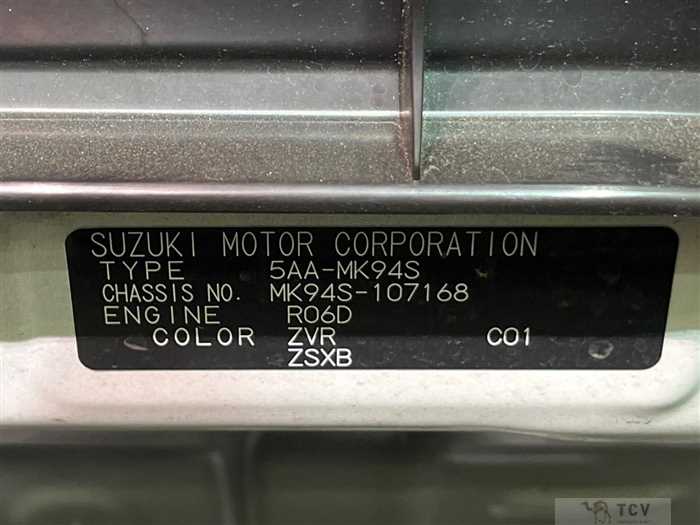 SUZUKI MOTOR CORPORATION
TYPE 5AA-MK94S
CHASSIS NO. MK94S-107168
ENGINE R06D
COLOR ZVR C01
ZSXB
TCV